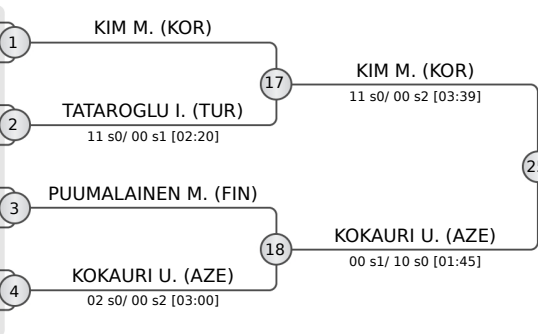 KIM M. (KOR)
1
17
KIM M. (KOR)
11 s0/ 00 s2 [03:39]
TATAROGLU I. (TUR)
2
11 s0/ 00 s1 [02:20]
PUUMALAINEN M. (FIN)
3
18
KOKAURI U. (AZE)
00 s1/ 10 s0 [01:45]
KOKAURI U. (AZE)
4
02 s0/ 00 s2 [03:00]